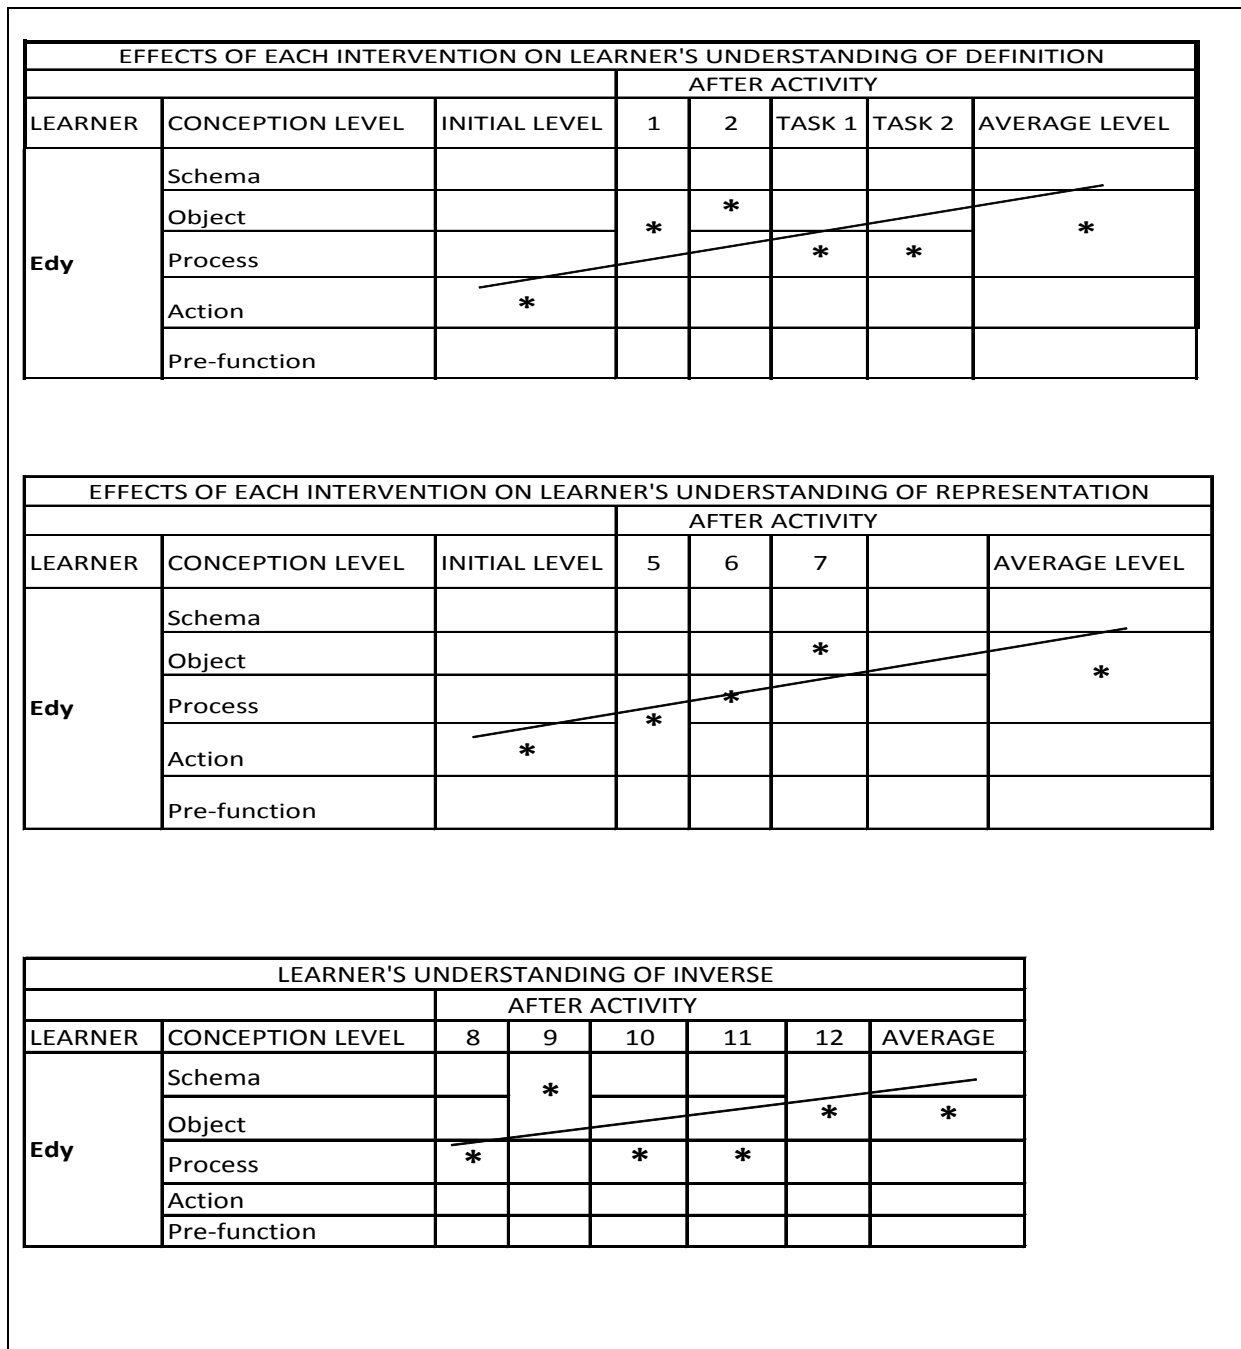 EFFECTS OF EACH INTERVENTION ON LEARNER'S UNDERSTANDING OF DEFINITION
AFTER ACTIVITY
LEARNER CONCEPTION LEVEL INITIAL LEVEL 1 2 TASK 1 TASK 2 AVERAGE LEVEL
Schema
Object * * *
Edy Process * *
Action *
Pre-function
EFFECTS OF EACH INTERVENTION ON LEARNER'S UNDERSTANDING OF REPRESENTATION
AFTER ACTIVITY
LEARNER CONCEPTION LEVEL INITIAL LEVEL 5 6 7 AVERAGE LEVEL
Schema
Object * *
Edy Process * *
Action *
Pre-function
LEARNER'S UNDERSTANDING OF INVERSE
AFTER ACTIVITY
LEARNER CONCEPTION LEVEL 8 9 10 11 12 AVERAGE
Schema *
Object * *
Edy Process * * *
Action
Pre-function